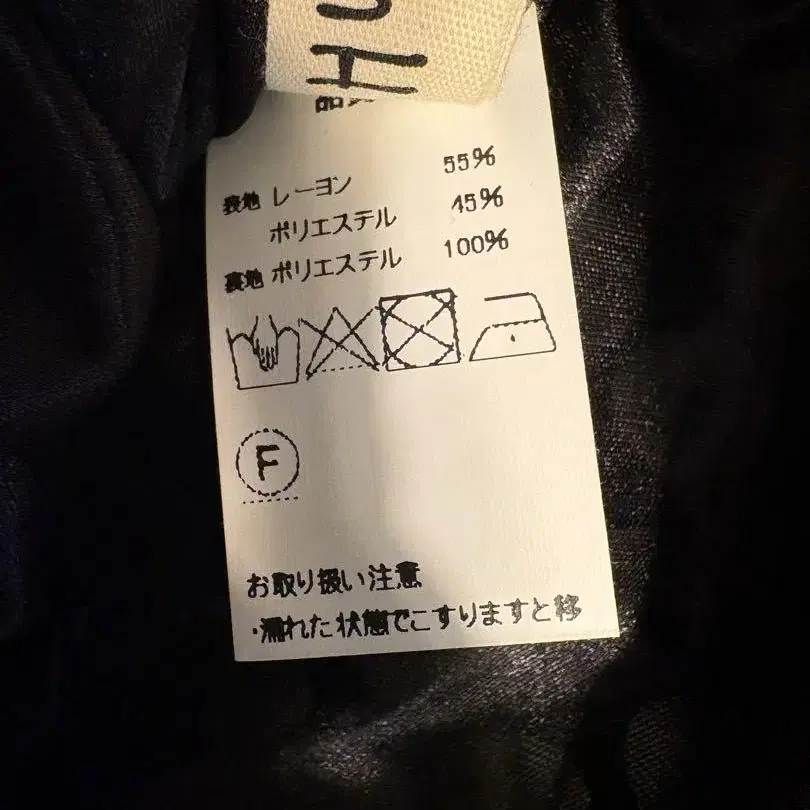 表地 レーヨン 55%
ポリエステル 45%
裏地 ポリエステル 100%
F
お取り扱い注意
・濡れた状態でこすりますと移